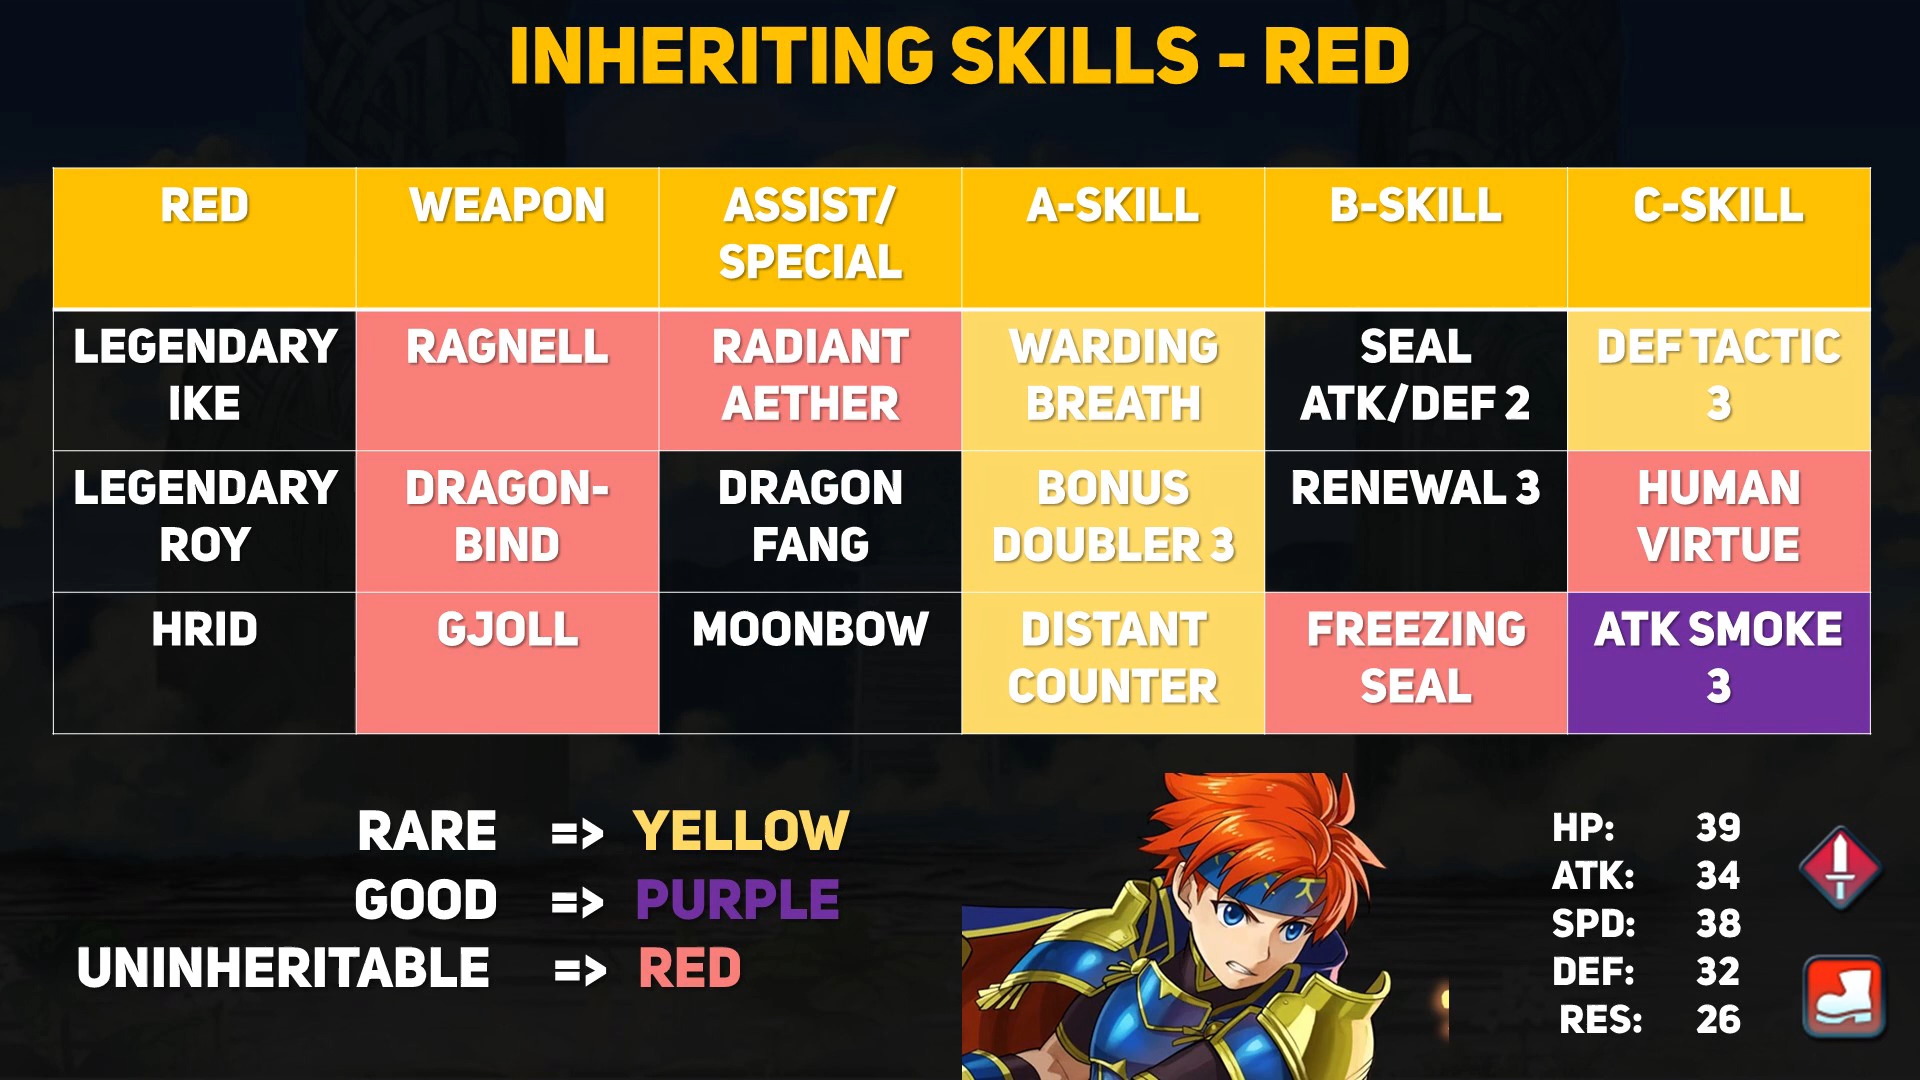 INHERITING SKILLS - RED
RED WEAPON ASSIST/ A-SKILL B-SKILL C-SKILL
SPECIAL
LEGENDARY RAGNELL RADIANT WARDING SEAL DEF TACTIC
IKE AETHER BREATH ATK/DEF 2 3
LEGENDARY DRAGON- DRAGON BONUS RENEWAL 3 HUMAN
ROY BIND FANG DOUBLER 3 VIRTUE
HRID GJOLL MOONBOW DISTANT FREEZING ATK SMOKE
COUNTER SEAL 3
RARE => YELLOW
GOOD => PURPLE
UNINHERITABLE => RED
HP: 39
ATK: 34
SPD: 38
DEF: 32
RES: 26